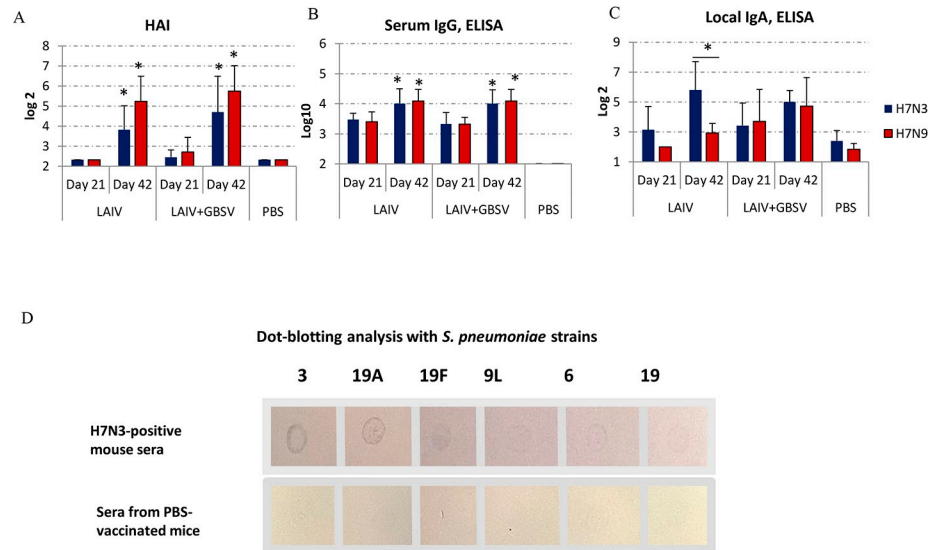 A
HAI
log 2
8
7
6
5
4
3
2
*
*
*
*
Day 21 Day 42 Day 21 Day 42
LAIV LAIV+GBSV PBS
B
Serum IgG, ELISA
Log10
6
5
4
3
2
* * * *
Day 21 Day 42 Day 21 Day 42
LAIV LAIV+GBSV PBS
C
Local IgA, ELISA
Log 2
9
7
5
3
1
*
Day 21 Day 42 Day 21 Day 42
LAIV LAIV+GBSV PBS
H7N3
H7N9
D
Dot-blotting analysis with S. pneumoniae strains
3 19A 19F 9L 6 19
H7N3-positive
mouse sera
Sera from PBS-
vaccinated mice